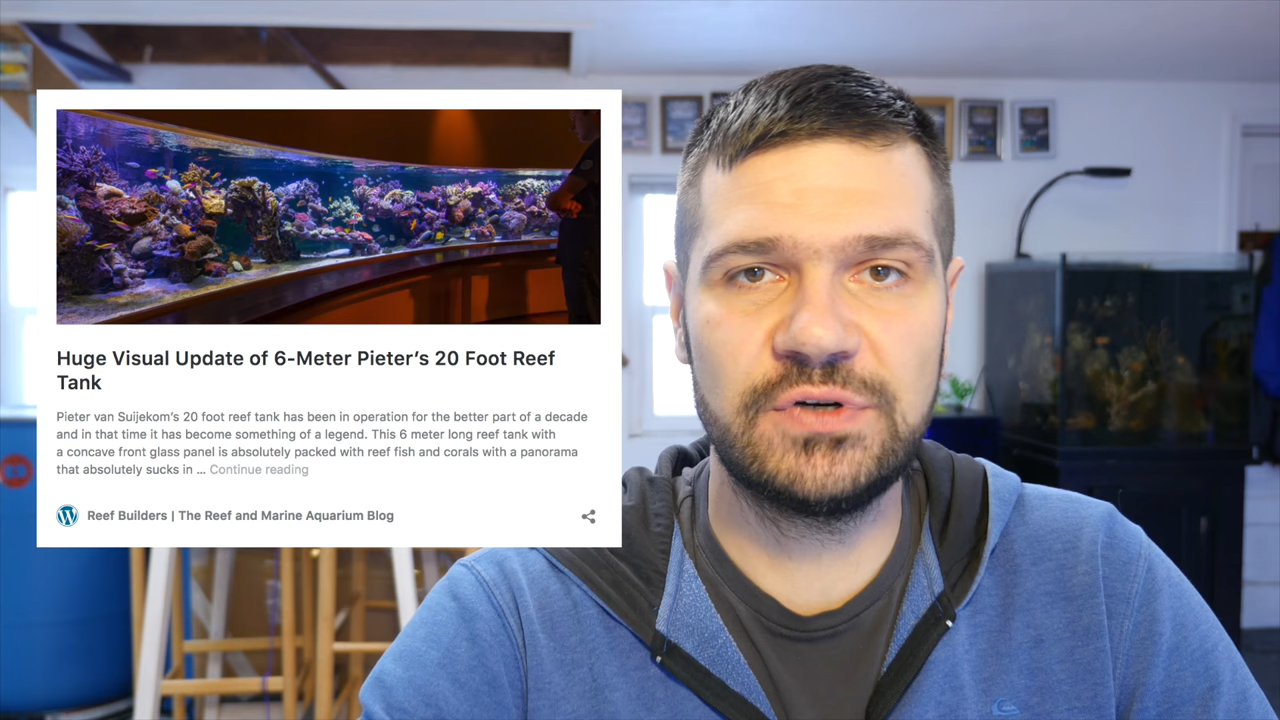 Huge Visual Update of 6-Meter Pieter's 20 Foot Reef
Tank
Pieter van Suijekom's 20 foot reef tank has been in operation for the better part of a decade
and in that time it has become something of a legend. This 6 meter long reef tank with
a concave front glass panel is absolutely packed with reef fish and corals with a panorama
that absolutely sucks in ... Continue reading
Reef Builders | The Reef and Marine Aquarium Blog